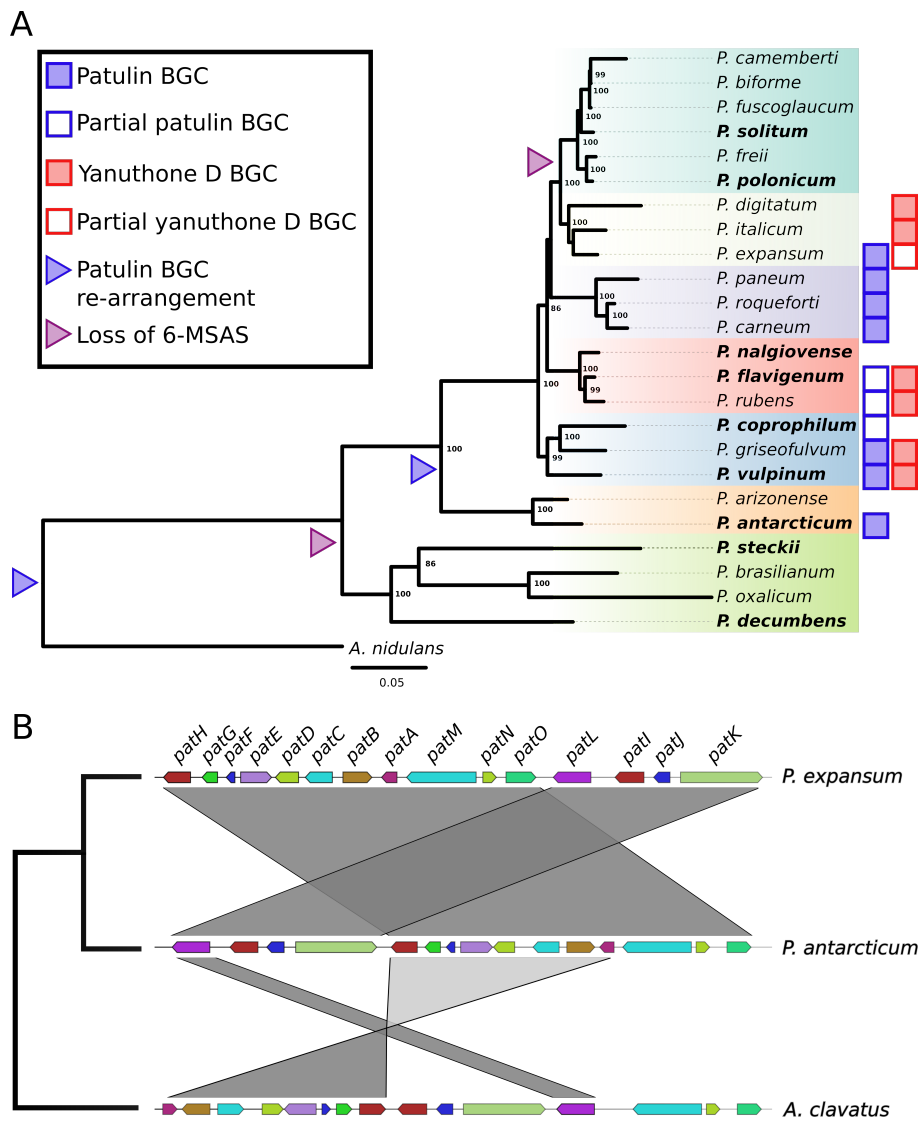 A
Patulin BGC
Partial patulin BGC
Yanuthone D BGC
Partial yanuthone D BGC
Patulin BGC
re-arrangement
Loss of 6-MSAS
P. camemberti
99
P. biforme
100
P. fuscoglaucum
100
P. solitum
100
P. freii
100
P. polonicum
100
P. digitatum
100
P. italicum
P. expansum
P. paneum
100
P. roqueforti
86
100
P. carneum
P. nalgiovense
100
P. flavigenum
100
99
P. rubens
P. coprophilum
100
P. griseofulvum
100
99
P. vulpinum
P. arizonense
100
P. antarcticum
P. steckii
86
P. brasilianum
100
P. oxalicum
100
P. decumbens
A. nidulans
0.05
B
patH
patG
patF
patE
patD
patC
patB
patA
patM
patN
patO
patL
patI
patJ
patK
P. expansum
P. antarcticum
A. clavatus